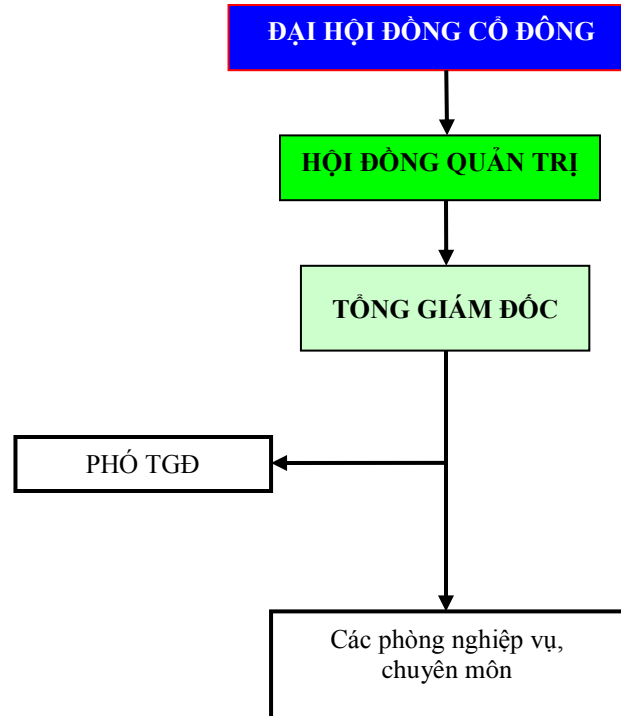 ĐẠI HỘI ĐỒNG CỔ ĐÔNG
HỘI ĐỒNG QUẢN TRỊ
TỔNG GIÁM ĐỐC
PHÓ TGĐ
Các phòng nghiệp vụ,
chuyên môn